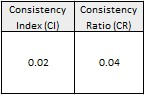 Consistency Index (CI)
Consistency Ratio (CR)
0.02
0.04